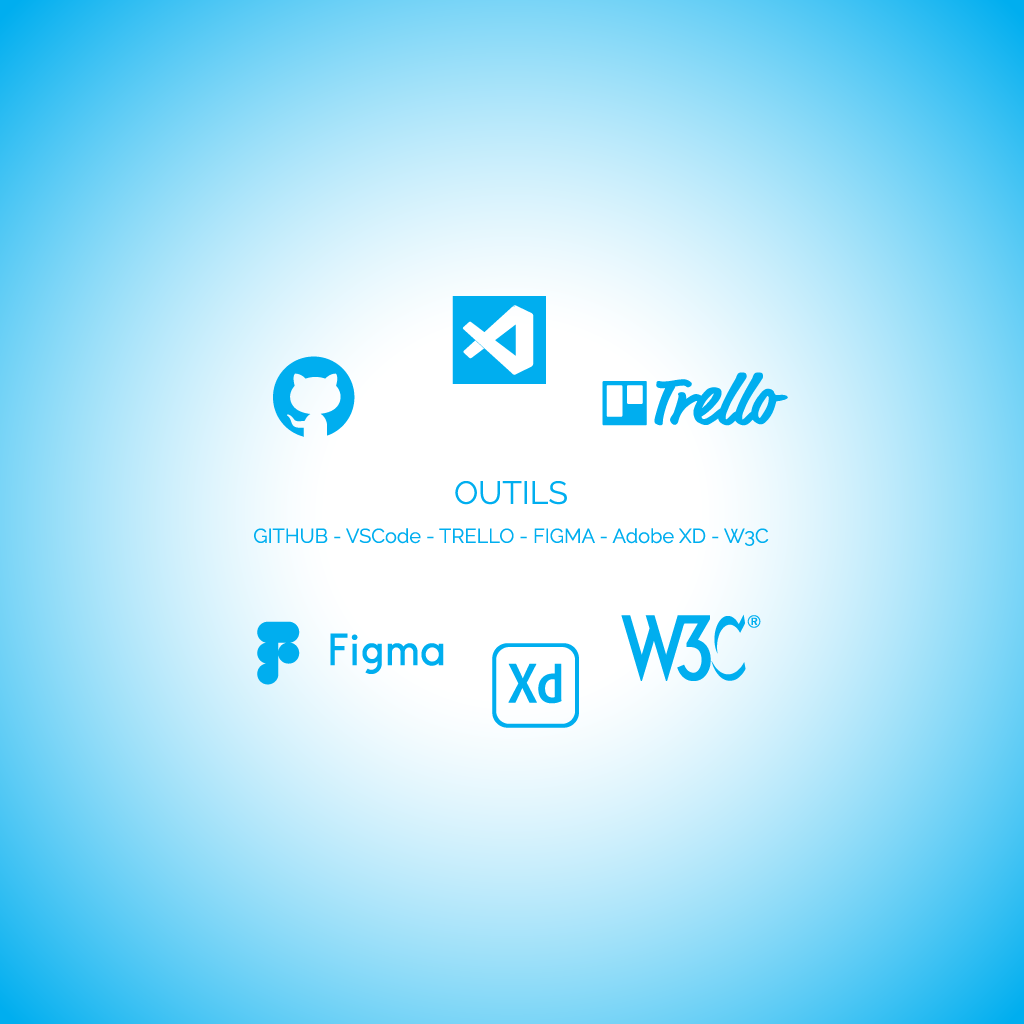 Trello
OUTILS
GITHUB - VSCode - TRELLO - FIGMA - Adobe XD - W3C
Figma
Xd
W3C®